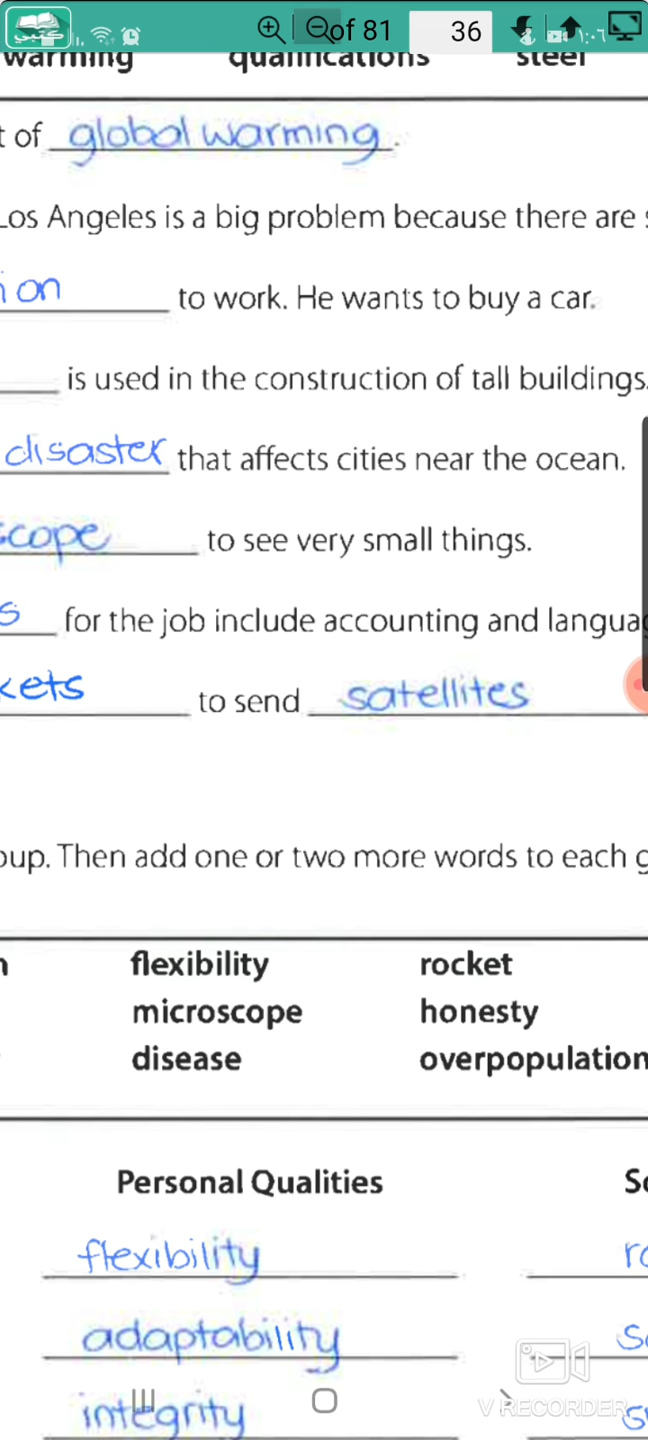 كتبي of 81 36 ١:٠٦
warming qualifications steel
t of global warming.
Los Angeles is a big problem because there are s
ion to work. He wants to buy a car.
is used in the construction of tall buildings.
disaster that affects cities near the ocean.
scope to see very small things.
s for the job include accounting and langua
kets to send satellites
oup. Then add one or two more words to each g
n flexibility rocket
microscope honesty
disease overpopulation
Personal Qualities S
flexibility r
adaptability s
V RECORDER
integrity